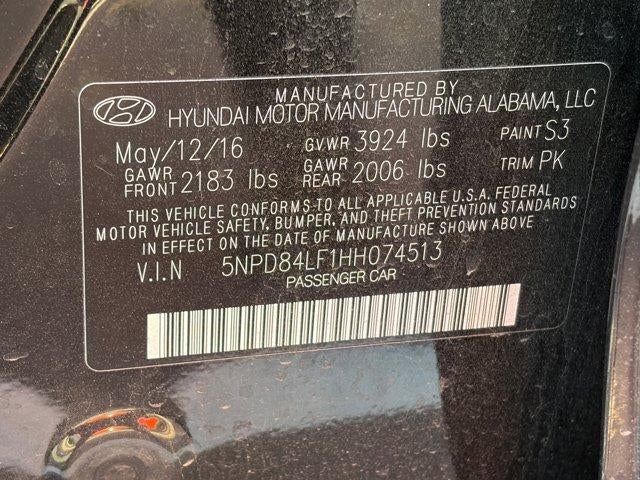 MANUFACTURED BY
HYUNDAI MOTOR MANUFACTURING ALABAMA, LLC
May/12/16 GVWR 3924 lbs PAINT S3
GAWR FRONT 2183 lbs GAWR REAR 2006 lbs TRIM PK
THIS VEHICLE CONFORMS TO ALL APPLICABLE U.S.A. FEDERAL
MOTOR VEHICLE SAFETY, BUMPER, AND THEFT PREVENTION STANDARDS
IN EFFECT ON THE DATE OF MANUFACTURE SHOWN ABOVE
V.I.N 5NPD84LF1HH074513
PASSENGER CAR